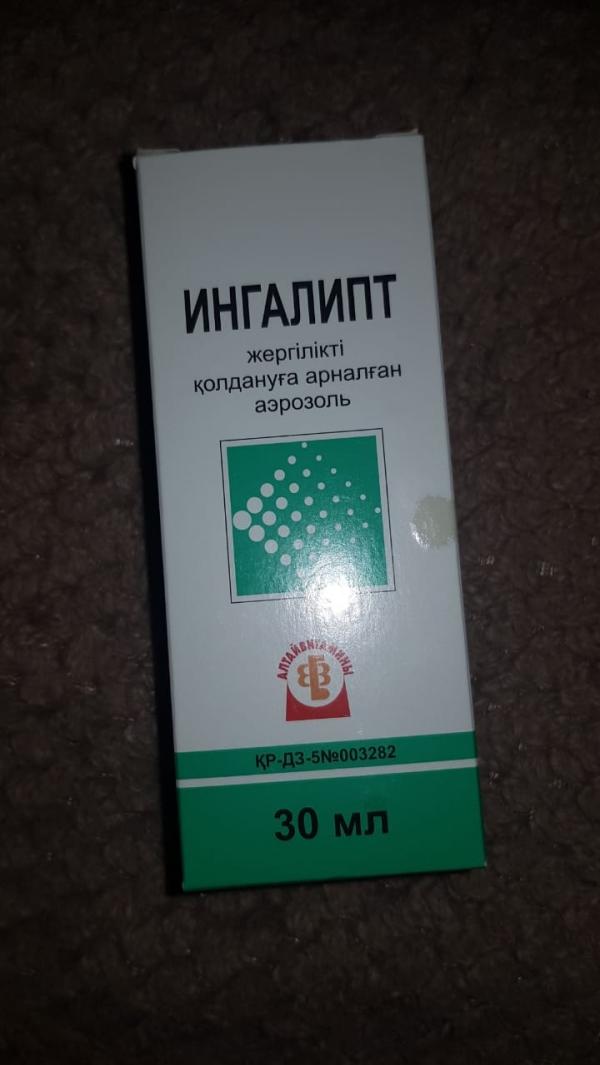 ИНГАЛИПТ
жергілікті
қолдануға арналған
аэрозоль
АЛТАЙВИТАМИНЫ
ҚР-ДЗ-5№003282
30 мл